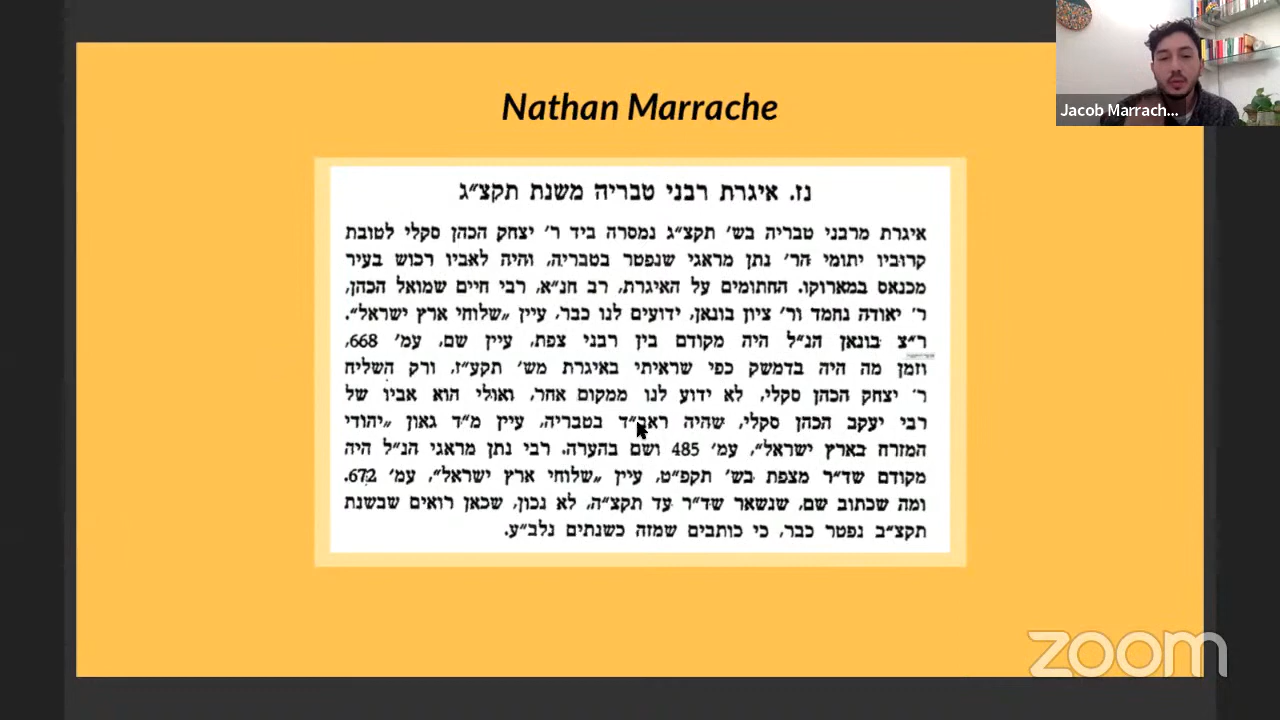 Nathan Marrache
Jacob Marrach...
נז. איגרת רבני טבריה משנת תקצ״ג
איגרת מרבני טבריה בש׳ תקצ״ג נמסרה ביד ר׳ יצחק הכהן סקלי לטובת
קרוביו יתומי הר׳ נתן מראגי שנפטר בטבריה, והיה לאביו רכוש בעיר
מכנאס במארוקו. החתומים על האיגרת, רב חנ״א, רבי חיים שמואל הכהן,
ר׳ יאודה נחמד ור׳ ציון בונאן, ידועים לנו כבר, עיין „שלוחי ארץ ישראל״.
ר״צ בונאן הנ״ל היה מקודם בין רבני צפת, עיין שם, עמ׳ 668,
וזמן מה היה בדמשק כפי שראיתי באיגרת מש׳ תקע״ז, ורק השליח
ר׳ יצחק הכהן סקלי, לא ידוע לנו ממקום אחר, ואולי הוא אביו של
רבי יעקב הכהן סקלי, שהיה ראב״ד בטבריה, עיין מ״ד גאון „יהודי
המזרח בארץ ישראל״, עמ׳ 485 ושם בהערה. רבי נתן מראגי הנ״ל היה
מקודם שד״ר מצפת בש׳ תקפ״ט, עיין „שלוחי ארץ ישראל״, עמ׳ 672.
ומה שכתוב שם, שנשאר שד״ר עד תקצ״ה, לא נכון, שכאן רואים שבשנת
תקצ״ב נפטר כבר, כי כותבים שמזה כשנתים נלב״ע.
zoom